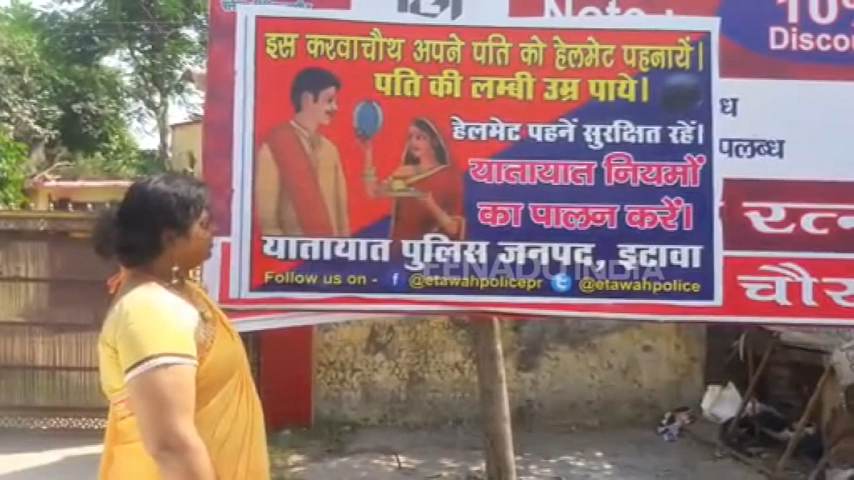 इस करवाचौथ अपने पति को हेलमेट पहनायें।
पति की लम्बी उम्र पाये।
हेलमेट पहनें सुरक्षित रहें।
यातायात नियमों
का पालन करें।
यातायात पुलिस जनपद, इटावा
Follow us on - f @etawahpolicepr @etawahpolice
EENADU INDIA
10%
Discou
पलब्ध
रत्न
चौरा